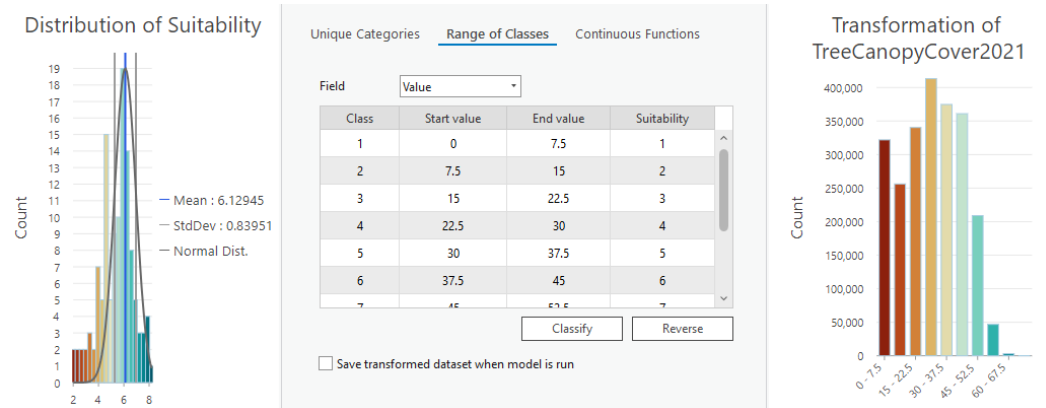 Distribution of Suitability
19
18
17
16
15
14
13
12
11
10
9
8
7
6
5
4
3
2
1
0
Count
2 4 6 8
Mean : 6.12945
StdDev : 0.83951
Normal Dist.
Unique Categories Range of Classes Continuous Functions
Field Value
Class Start value End value Suitability
1 0 7.5 1
2 7.5 15 2
3 15 22.5 3
4 22.5 30 4
5 30 37.5 5
6 37.5 45 6
7 45 52.5 7
Classify Reverse
Save transformed dataset when model is run
Transformation of
TreeCanopyCover2021
400,000
350,000
300,000
250,000
200,000
150,000
100,000
50,000
0
Count
0 - 7.5
15 - 22.5
30 - 37.5
45 - 52.5
60 - 67.5